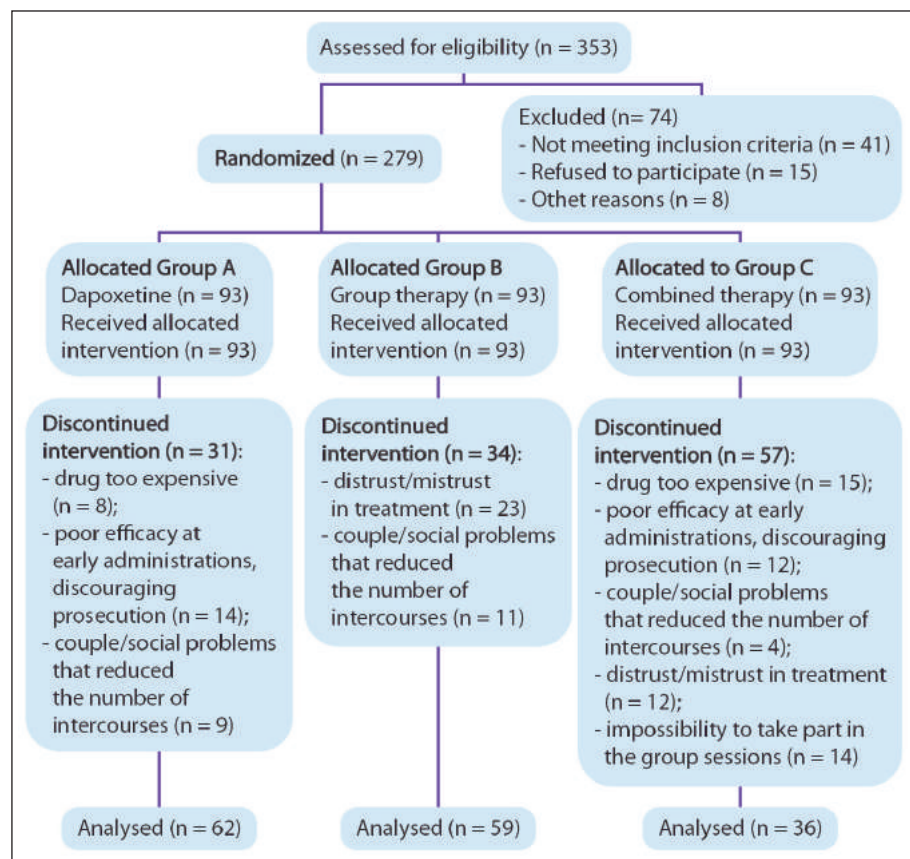 Assessed for eligibility (n = 353)
Excluded (n= 74)
- Not meeting inclusion criteria (n = 41)
- Refused to participate (n = 15)
- Othet reasons (n = 8)
Randomized (n = 279)
Allocated Group A
Dapoxetine (n = 93)
Received allocated
intervention (n = 93)
Allocated Group B
Group therapy (n = 93)
Received allocated
intervention (n = 93)
Allocated to Group C
Combined therapy (n = 93)
Received allocated
intervention (n = 93)
Discontinued
intervention (n = 31):
- drug too expensive
(n = 8);
- poor efficacy at
early administrations,
discouraging
prosecution (n = 14);
- couple/social problems
that reduced
the number of
intercourses (n = 9)
Discontinued
intervention (n = 34):
- distrust/mistrust
in treatment (n = 23)
- couple/social problems
that reduced
the number of
intercourses (n = 11)
Discontinued
intervention (n = 57):
- drug too expensive (n = 15);
- poor efficacy at early
administrations, discouraging
prosecution (n = 12);
- couple/social problems
that reduced the number of
intercourses (n = 4);
- distrust/mistrust in treatment
(n = 12);
- impossibility to take part in
the group sessions (n = 14)
Analysed (n = 62)
Analysed (n = 59)
Analysed (n = 36)